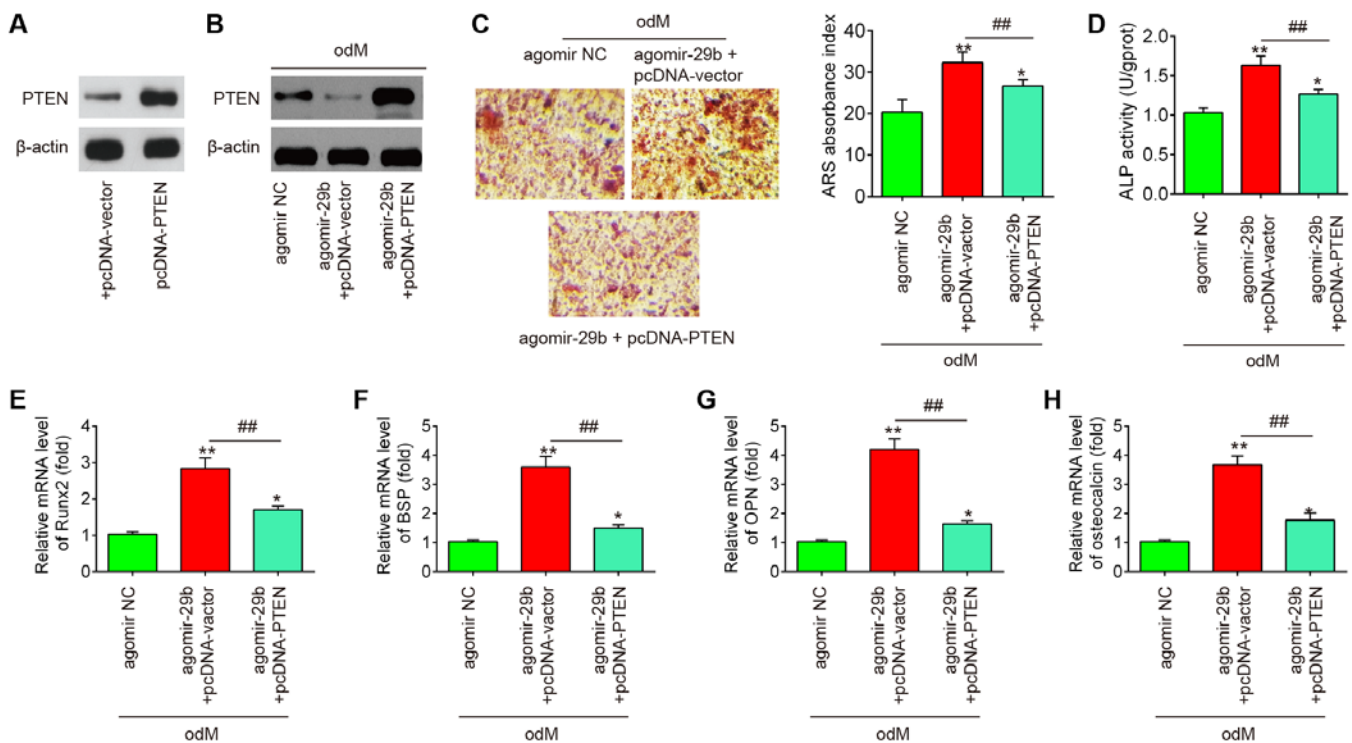 A
PTEN
β-actin
+pcDNA-vector
pcDNA-PTEN
B
odM
PTEN
β-actin
agomir NC
agomir-29b
+pcDNA-vector
agomir-29b
+pcDNA-PTEN
C
odM
agomir NC
agomir-29b +
pcDNA-vector
agomir-29b + pcDNA-PTEN
ARS absorbance index
40
30
20
10
0
**
##
*
agomir NC
agomir-29b
+pcDNA-vactor
agomir-29b
+pcDNA-PTEN
odM
D
ALP activity (U/gprot)
2.0
1.5
1.0
0.5
0.0
**
##
*
agomir NC
agomir-29b
+pcDNA-vactor
agomir-29b
+pcDNA-PTEN
odM
E
Relative mRNA level
of Runx2 (fold)
4
3
2
1
0
**
##
*
agomir NC
agomir-29b
+pcDNA-vactor
agomir-29b
+pcDNA-PTEN
odM
F
Relative mRNA level
of BSP (fold)
5
4
3
2
1
0
**
##
*
agomir NC
agomir-29b
+pcDNA-vactor
agomir-29b
+pcDNA-PTEN
odM
G
Relative mRNA level
of OPN (fold)
5
4
3
2
1
0
**
##
*
agomir NC
agomir-29b
+pcDNA-vactor
agomir-29b
+pcDNA-PTEN
odM
H
Relative mRNA level
of osteocalcin (fold)
5
4
3
2
1
0
**
##
*
agomir NC
agomir-29b
+pcDNA-vactor
agomir-29b
+pcDNA-PTEN
odM